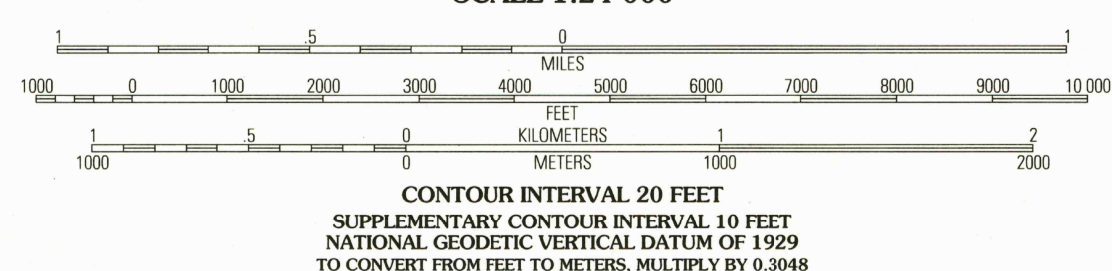 SCALE 1:24 000
1 .5 0 1
MILES
1000 0 1000 2000 3000 4000 5000 6000 7000 8000 9000 10 000
FEET
1 .5 0 KILOMETERS 1 2
1000 0 METERS 1000 2000
CONTOUR INTERVAL 20 FEET
SUPPLEMENTARY CONTOUR INTERVAL 10 FEET
NATIONAL GEODETIC VERTICAL DATUM OF 1929
TO CONVERT FROM FEET TO METERS, MULTIPLY BY 0.3048